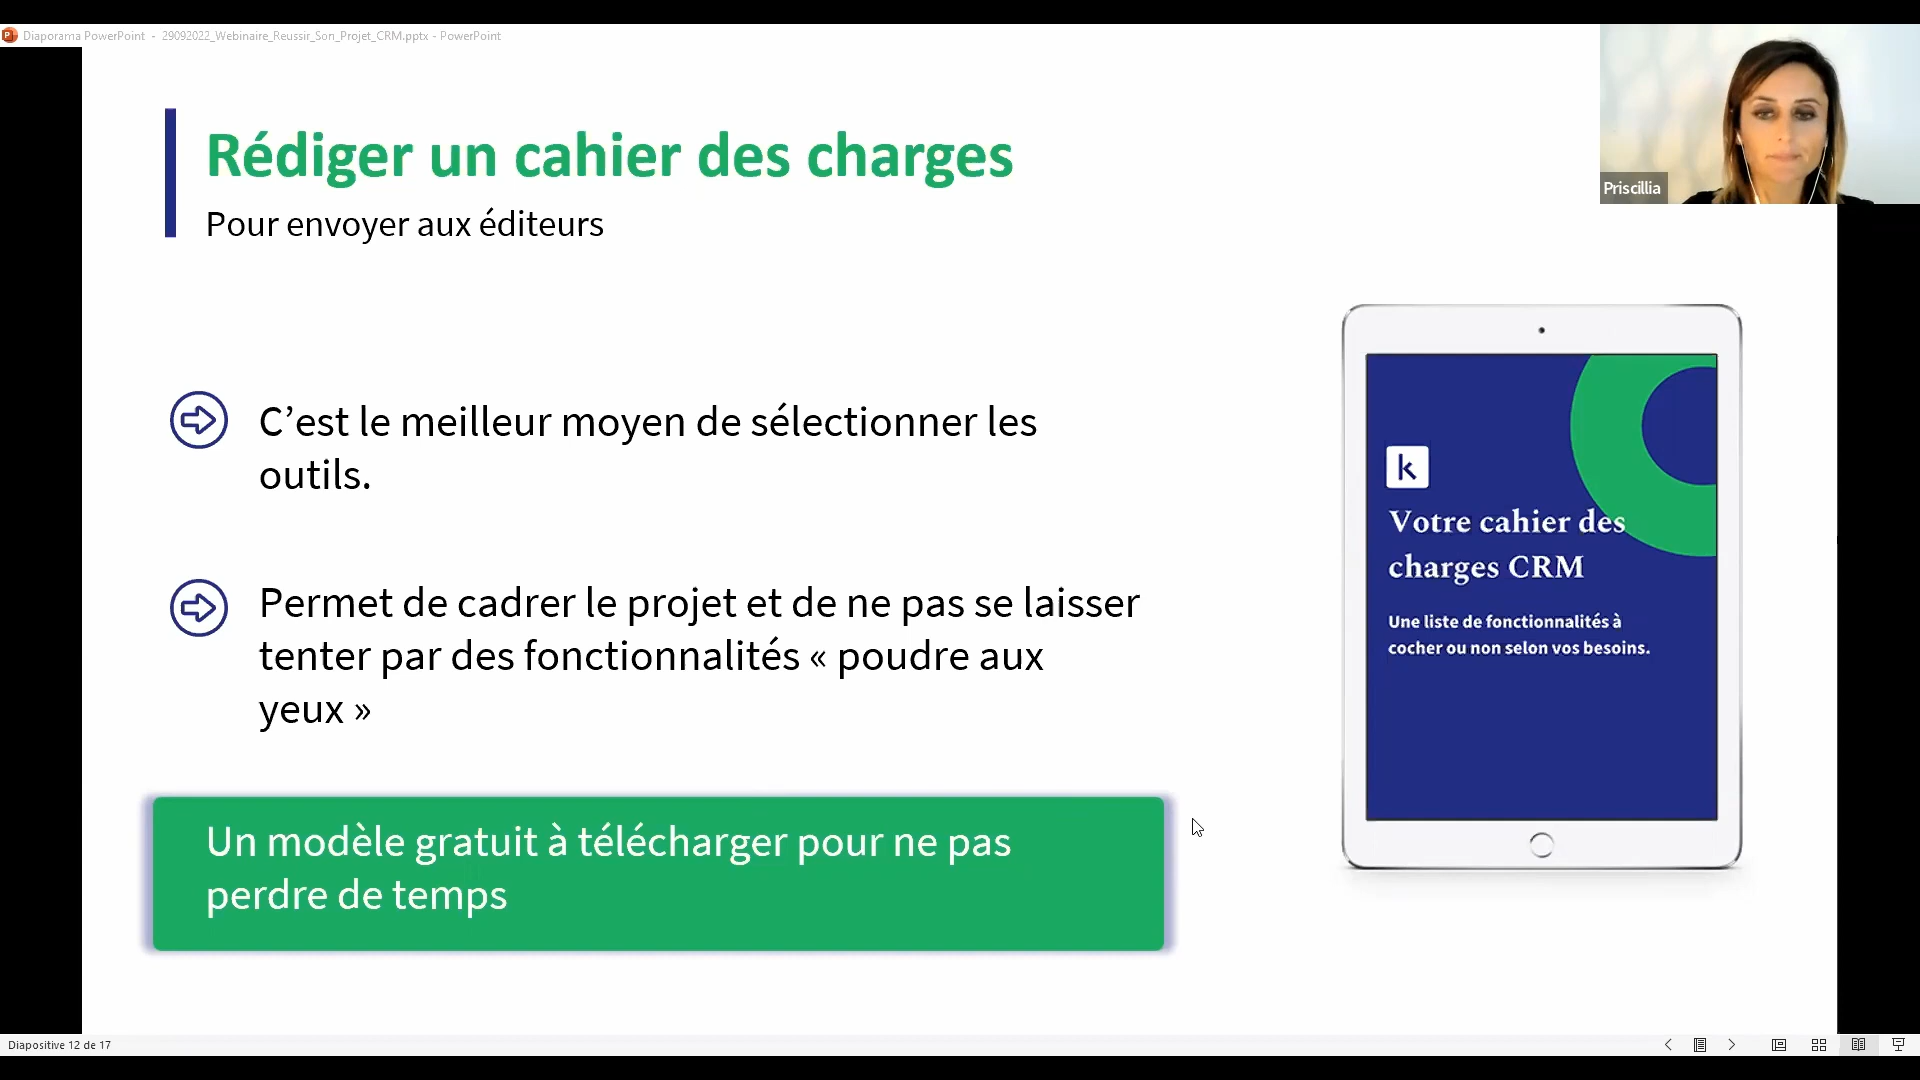 Diaporama PowerPoint - 29092022_Webinaire_Reussir_Son_Projet_CRM.pptx - PowerPoint
Priscillia
Rédiger un cahier des charges
Pour envoyer aux éditeurs
C’est le meilleur moyen de sélectionner les
outils.
Permet de cadrer le projet et de ne pas se laisser
tenter par des fonctionnalités « poudre aux
yeux »
Un modèle gratuit à télécharger pour ne pas
perdre de temps
k
Votre cahier des
charges CRM
Une liste de fonctionnalités à
cocher ou non selon vos besoins.
Diapositive 12 de 17